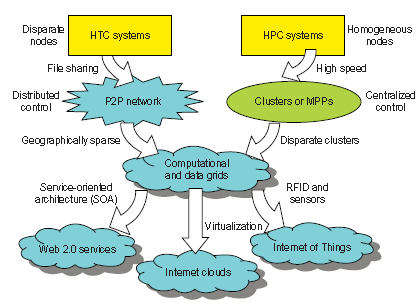 Disparate
nodes
HTC systems
HPC systems
Homogeneous
nodes
File sharing
High speed
Distributed
control
P2P network
Clusters or MPPs
Centralized
control
Geographically sparse
Disparate clusters
Computational
and data grids
Service-oriented
architecture (SOA)
RFID and
sensors
Virtualization
Web 2.0 services
Internet of Things
Internet clouds